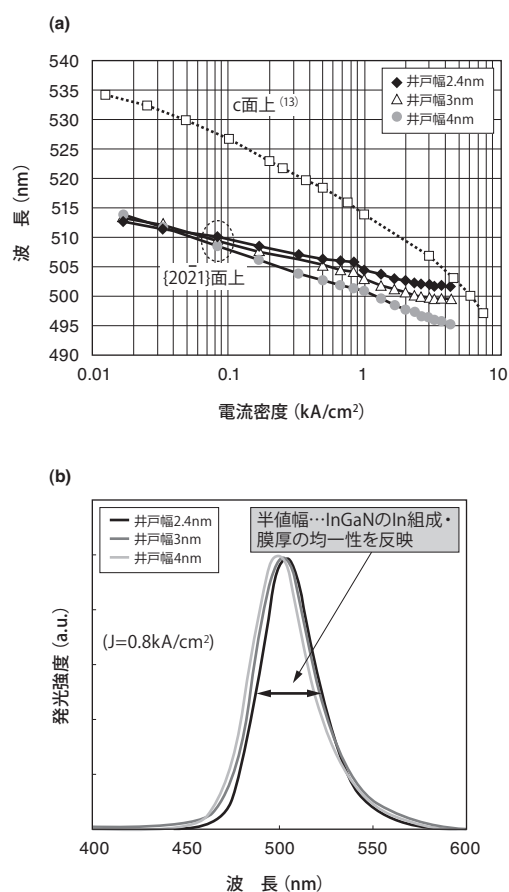 (a)
540
535
530
525
520
515
510
505
500
495
490
波 長 (nm)
c面上 (13)
井戸幅2.4nm
井戸幅3nm
井戸幅4nm
{202̄1}面上
0.01
0.1
1
10
電流密度 (kA/cm²)
(b)
井戸幅2.4nm
井戸幅3nm
井戸幅4nm
半値幅…InGaNのIn組成・
膜厚の均一性を反映
(J=0.8kA/cm²)
発光強度 (a.u.)
400
450
500
550
600
波 長 (nm)